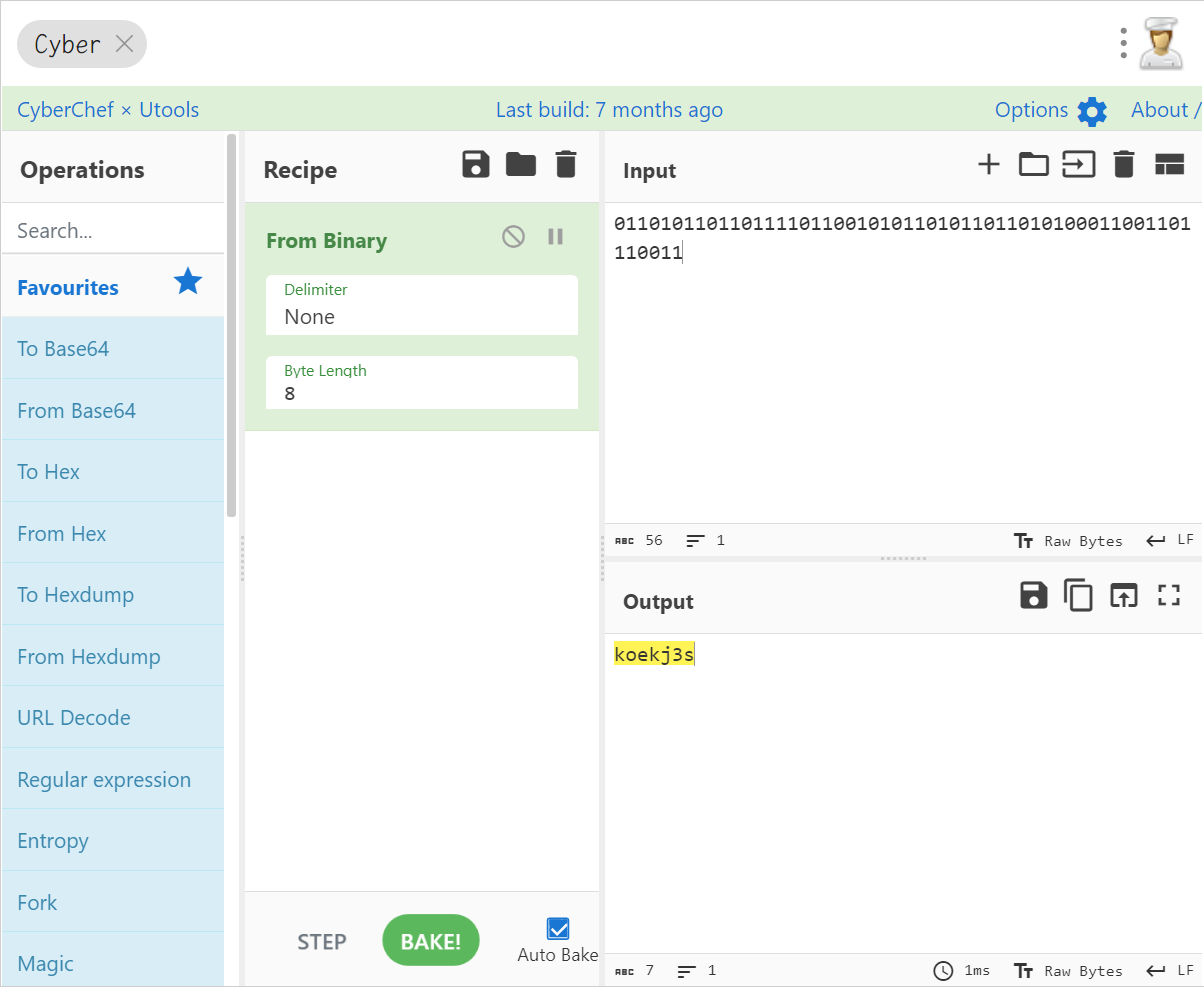 Cyber
CyberChef × Utools
Last build: 7 months ago
Options
About /
Operations
Search...
Favourites
To Base64
From Base64
To Hex
From Hex
To Hexdump
From Hexdump
URL Decode
Regular expression
Entropy
Fork
Magic
Recipe
From Binary
Delimiter
None
Byte Length
8
STEP
BAKE!
Auto Bake
Input
01101011011011110110010101101011011010100011001101
110011
ABC 56 1
Raw Bytes LF
Output
koekj3s
ABC 7 1
1ms Raw Bytes LF